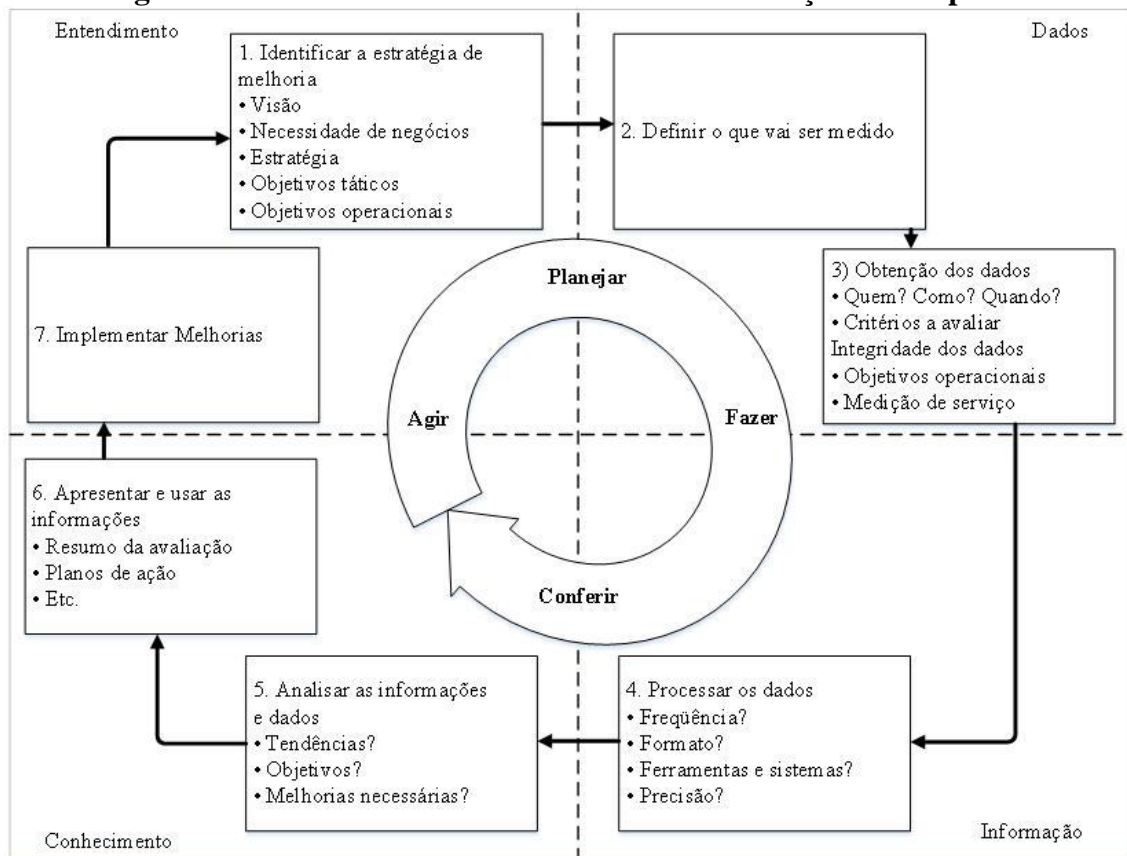 Entendimento
Dados
1. Identificar a estratégia de
melhoria
• Visão
• Necessidade de negócios
• Estratégia
• Objetivos táticos
• Objetivos operacionais
2. Definir o que vai ser medido
3) Obtenção dos dados
• Quem? Como? Quando?
• Critérios a avaliar
Integridade dos dados
• Objetivos operacionais
• Medição de serviço
7. Implementar Melhorias
Planejar
Agir
Fazer
Conferir
6. Apresentar e usar as
informações
• Resumo da avaliação
• Planos de ação
• Etc.
5. Analisar as informações
e dados
• Tendências?
• Objetivos?
• Melhorias necessárias?
4. Processar os dados
• Freqüência?
• Formato?
• Ferramentas e sistemas?
• Precisão?
Conhecimento
Informação